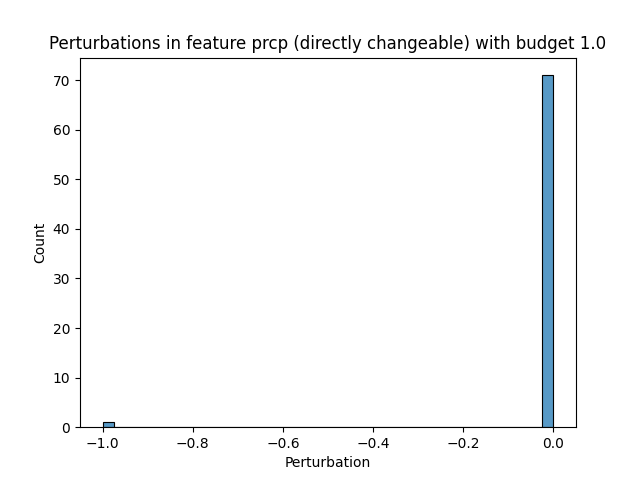 Perturbations in feature prcp (directly changeable) with budget 1.0
70
60
50
40
30
20
10
0
Count
−1.0 −0.8 −0.6 −0.4 −0.2 0.0
Perturbation